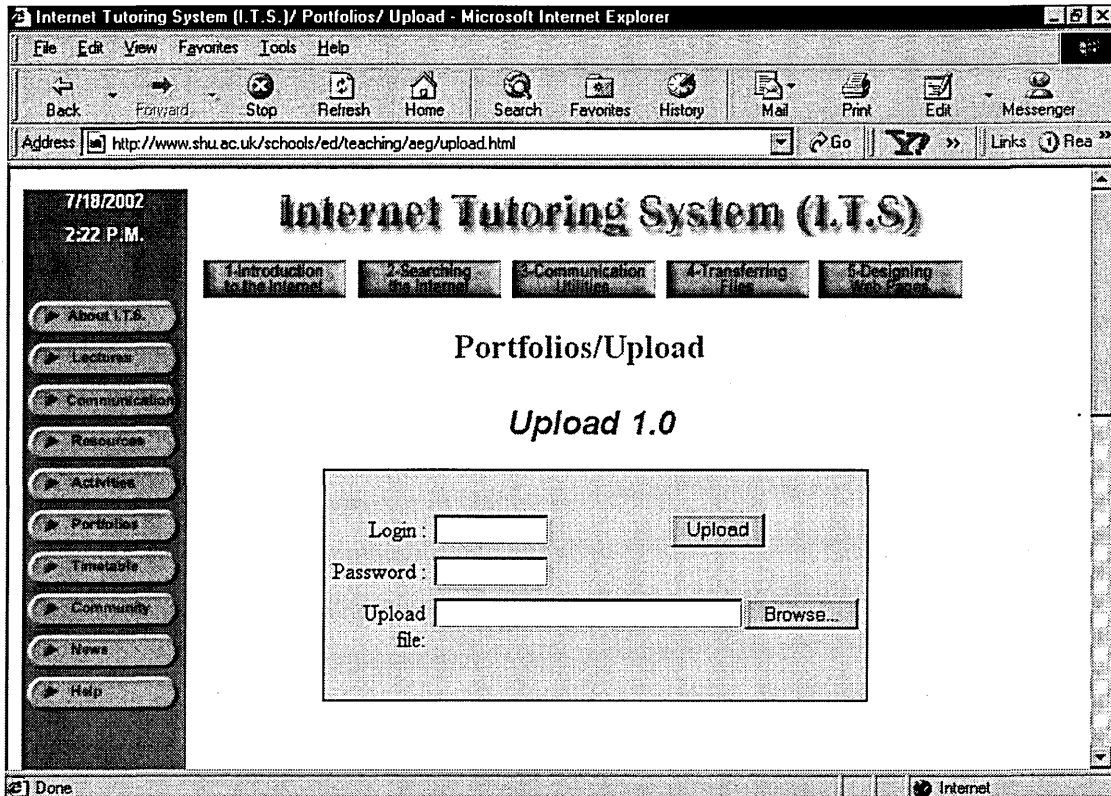 Internet Tutoring System (I.T.S.)/ Portfolios/ Upload - Microsoft Internet Explorer
File Edit View Favorites Tools Help
Back Forward Stop Refresh Home Search Favorites History Mail Print Edit Messenger
Address http://www.shu.ac.uk/schools/ed/teaching/aeg/upload.html Go Y? » Links Rea »
7/18/2002
2:22 P.M.
Internet Tutoring System (I.T.S)
1-Introduction to the Internet
2-Searching the Internet
3-Communication Utilities
4-Transferring Files
5-Designing Web Pages
About I.T.S.
Lectures
Communication
Resources
Activities
Portfolios
Timetable
Community
News
Help
Portfolios/Upload
Upload 1.0
Login : Upload
Password :
Upload file: Browse...
Done Internet